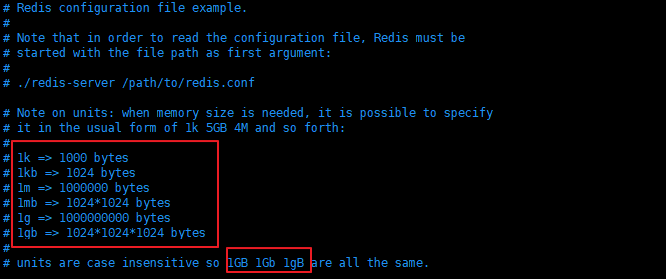 # Redis configuration file example.
#
# Note that in order to read the configuration file, Redis must be
# started with the file path as first argument:
#
# ./redis-server /path/to/redis.conf
# Note on units: when memory size is needed, it is possible to specify
# it in the usual form of 1k 5GB 4M and so forth:
#
# 1k => 1000 bytes
# 1kb => 1024 bytes
# 1m => 1000000 bytes
# 1mb => 1024*1024 bytes
# 1g => 1000000000 bytes
# 1gb => 1024*1024*1024 bytes
#
# units are case insensitive so 1GB 1Gb 1gB are all the same.